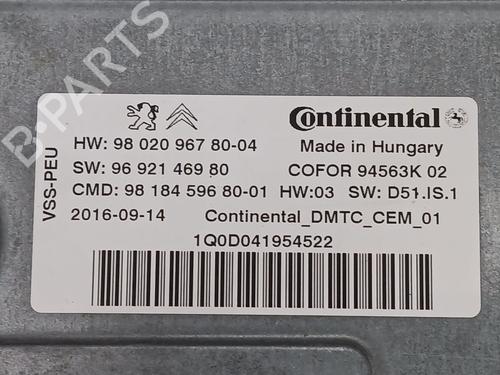 Continental
HW: 98 020 967 80-04 Made in Hungary
SW: 96 921 469 80 COFOR 94563K 02
CMD: 98 184 596 80-01 HW:03 SW: D51.IS.1
2016-09-14 Continental_DMTC_CEM_01
1Q0D041954522
VSS-PEU
B-PARTS